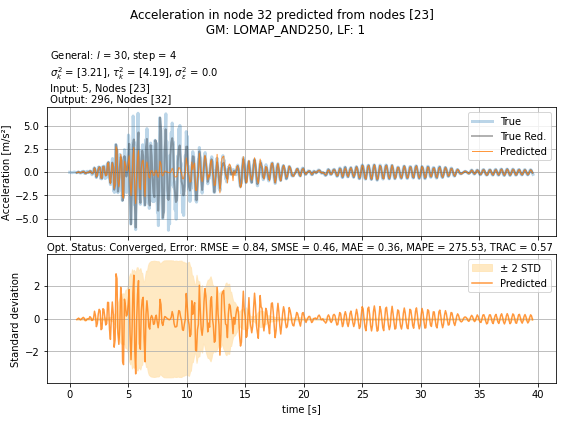 Acceleration in node 32 predicted from nodes [23]
GM: LOMAP_AND250, LF: 1
General: l = 30, step = 4
σ²ₖ = [3.21], τ²ₖ = [4.19], σ²ε = 0.0
Input: 5, Nodes [23]
Output: 296, Nodes [32]
Acceleration [m/s²]
5.0
2.5
0.0
−2.5
−5.0
True
True Red.
Predicted
Opt. Status: Converged, Error: RMSE = 0.84, SMSE = 0.46, MAE = 0.36, MAPE = 275.53, TRAC = 0.57
Standard deviation
2
0
−2
± 2 STD
Predicted
0 5 10 15 20 25 30 35 40
time [s]